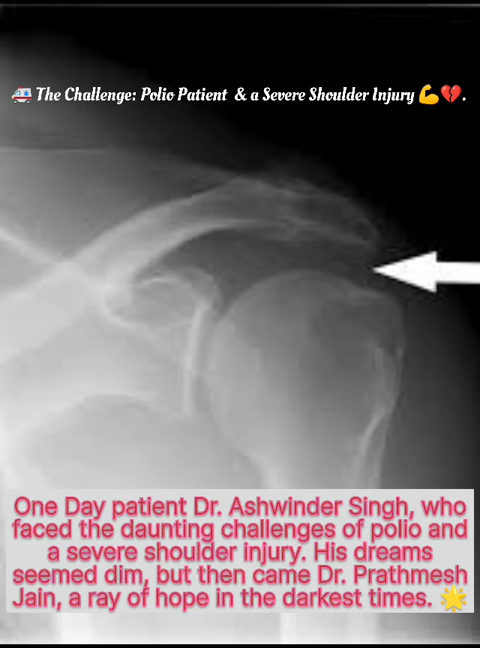 🚑 The Challenge: Polio Patient & a Severe Shoulder Injury 💪💔.
One Day patient Dr. Ashwinder Singh, who
faced the daunting challenges of polio and
a severe shoulder injury. His dreams
seemed dim, but then came Dr. Prathmesh
Jain, a ray of hope in the darkest times. 🌟